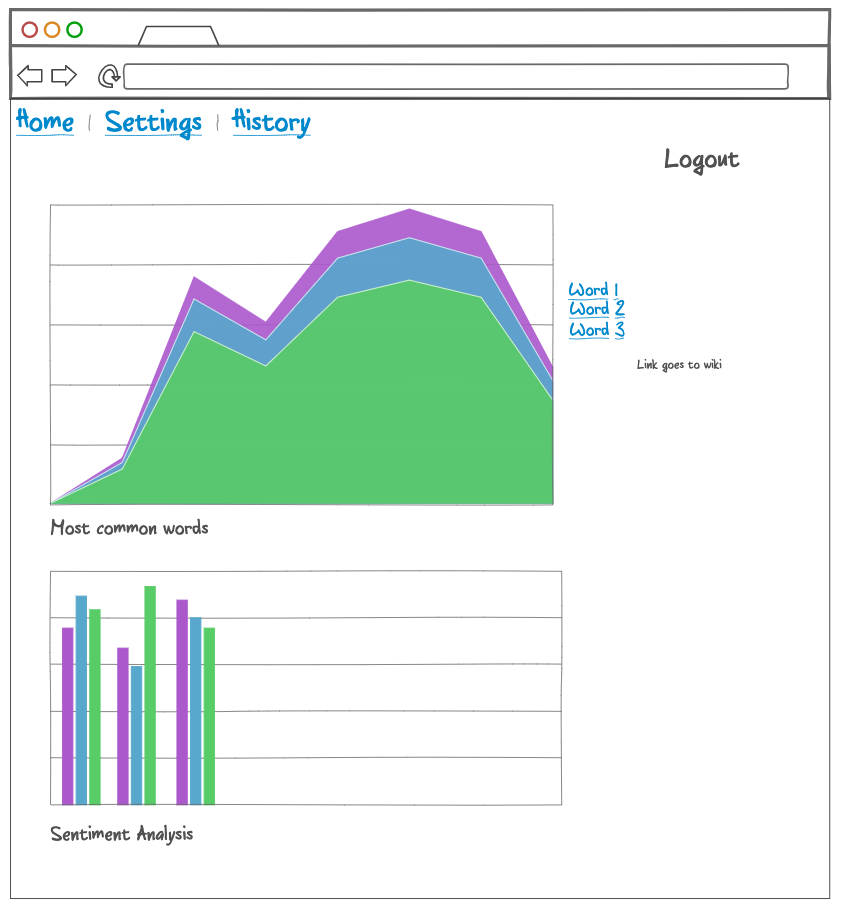 Home | Settings | History
Logout
Word 1
Word 2
Word 3
Link goes to wiki
Most common words
Sentiment Analysis